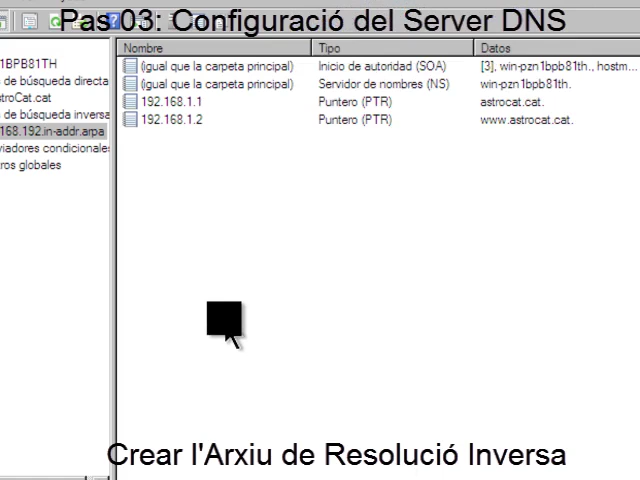 Pas 03: Configuració del Server DNS
Nombre Tipo Datos
1BPB81TH
de búsqueda directa
stroCat.cat
de búsqueda inversa
168.192.in-addr.arpa
viadores condicionales
ros globales
(igual que la carpeta principal) Inicio de autoridad (SOA) [3], win-pzn1bpb81th., hostm...
(igual que la carpeta principal) Servidor de nombres (NS) win-pzn1bpb81th.
192.168.1.1 Puntero (PTR) astrocat.cat.
192.168.1.2 Puntero (PTR) www.astrocat.cat.
Crear l'Arxiu de Resolució Inversa